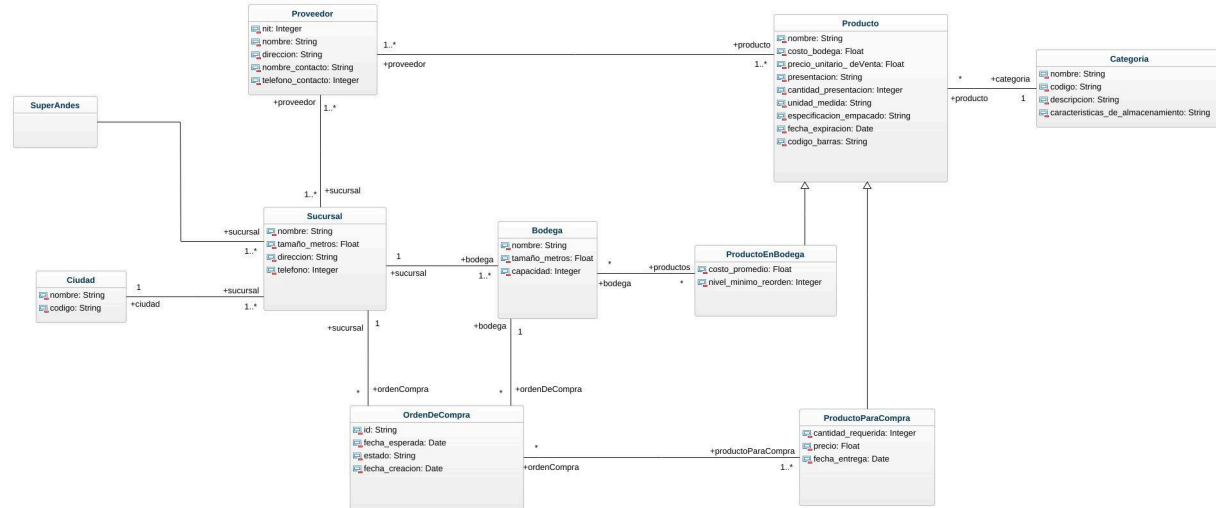 Proveedor
nit: Integer
nombre: String
direccion: String
nombre_contacto: String
telefono_contacto: Integer
1..*
+proveedor
+producto
1..*
Producto
nombre: String
costo_bodega: Float
precio_unitario_ deVenta: Float
presentacion: String
cantidad_presentacion: Integer
unidad_medida: String
especificacion_empacado: String
fecha_expiracion: Date
codigo_barras: String
*
+producto
+categoria
1
Categoria
nombre: String
codigo: String
descripcion: String
caracteristicas_de_almacenamiento: String
SuperAndes
+proveedor
1..*
1..*
+sucursal
+sucursal
1..*
Sucursal
nombre: String
tamaño_metros: Float
direccion: String
telefono: Integer
1
+sucursal
+bodega
1..*
Bodega
nombre: String
tamaño_metros: Float
capacidad: Integer
*
+bodega
+productos
*
ProductoEnBodega
costo_promedio: Float
nivel_minimo_reorden: Integer
Ciudad
nombre: String
codigo: String
1
+ciudad
+sucursal
1..*
+sucursal
1
+bodega
1
*
+ordenCompra
*
+ordenDeCompra
OrdenDeCompra
id: String
fecha_esperada: Date
estado: String
fecha_creacion: Date
*
+ordenCompra
+productoParaCompra
1..*
ProductoParaCompra
cantidad_requerida: Integer
precio: Float
fecha_entrega: Date